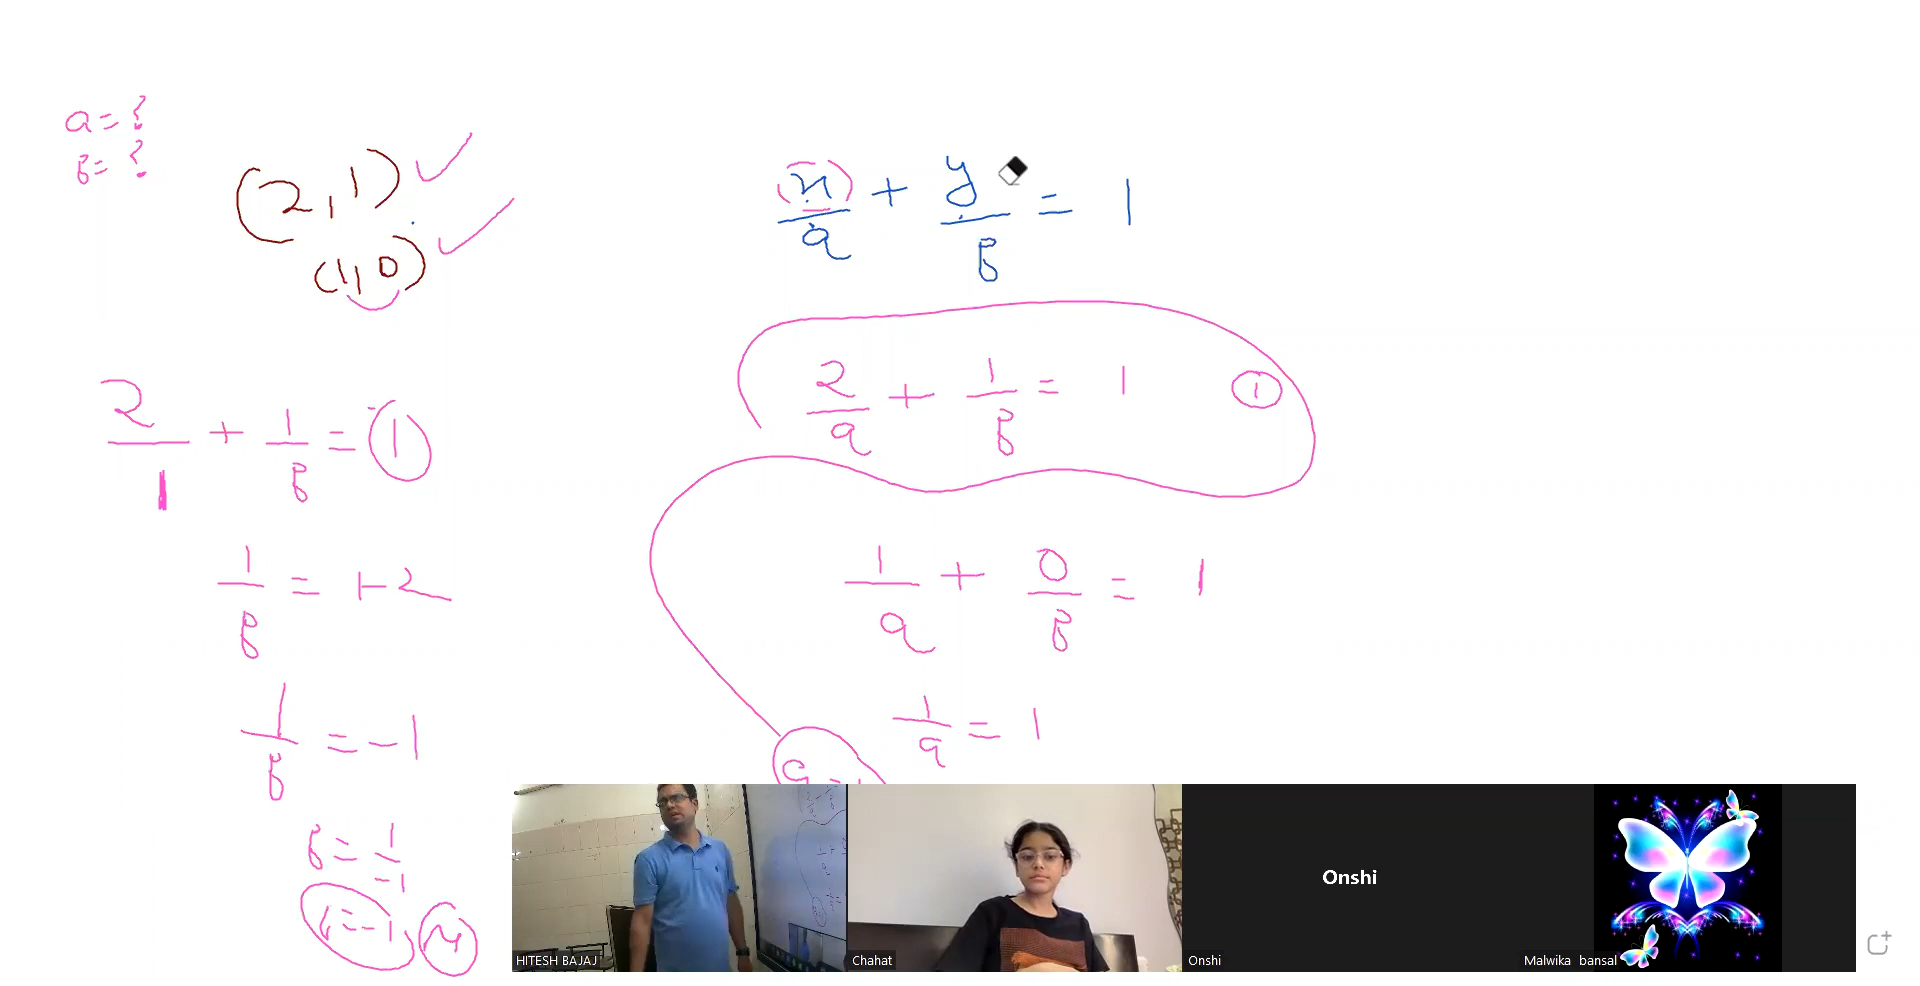 a = ?
b = ?
(2, 1)
(1, 0)
x/a + y/b = 1
2/a + 1/b = 1 ①
1/a + 0/b = 1
1/a = 1
2/1 + 1/b = 1
1/b = 1-2
1/b = -1
b = 1/-1
b = -1
HITESH BAJAJ
Chahat
Onshi
Onshi
Malwika bansal